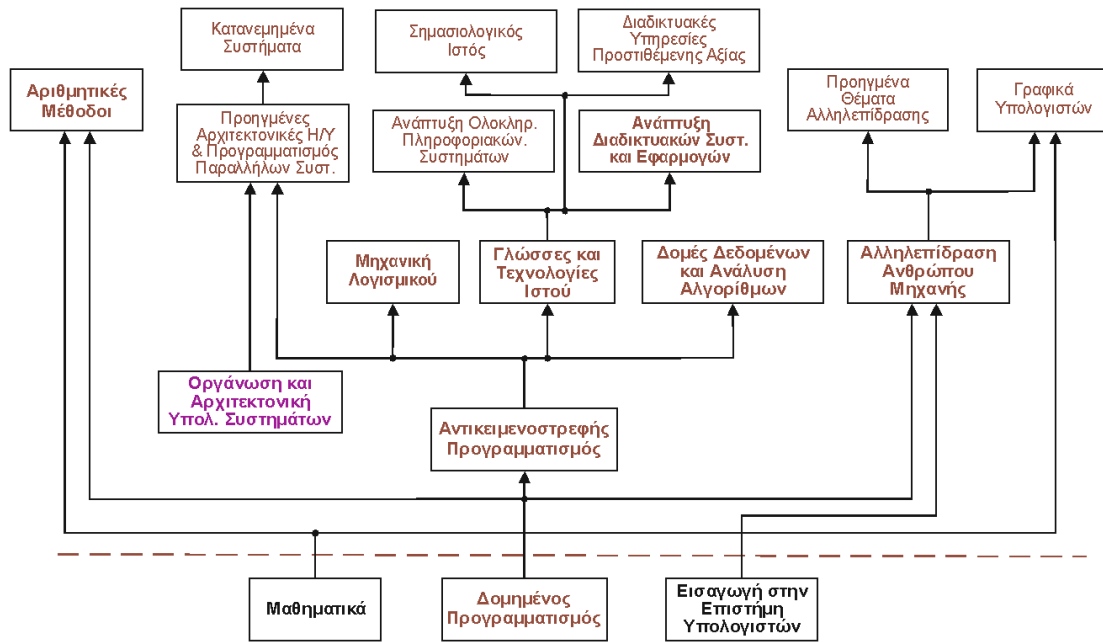 Κατανεμημένα
Συστήματα
Σημασιολογικός
Ιστός
Διαδικτυακές
Υπηρεσίες
Προστιθέμενης Αξίας
Αριθμητικές
Μέθοδοι
Προηγμένες
Αρχιτεκτονικές Η/Υ
& Προγραμματισμός
Παραλλήλων Συστ.
Ανάπτυξη Ολοκληρ.
Πληροφοριακών.
Συστημάτων
Ανάπτυξη
Διαδικτυακών Συστ.
και Εφαρμογών
Προηγμένα
Θέματα
Αλληλεπίδρασης
Γραφικά
Υπολογιστών
Μηχανική
Λογισμικού
Γλώσσες και
Τεχνολογίες
Ιστού
Δομές Δεδομένων
και Ανάλυση
Αλγορίθμων
Αλληλεπίδραση
Ανθρώπου
Μηχανής
Οργάνωση και
Αρχιτεκτονική
Υπολ. Συστημάτων
Αντικειμενοστρεφής
Προγραμματισμός
Μαθηματικά
Δομημένος
Προγραμματισμός
Εισαγωγή στην
Επιστήμη
Υπολογιστών